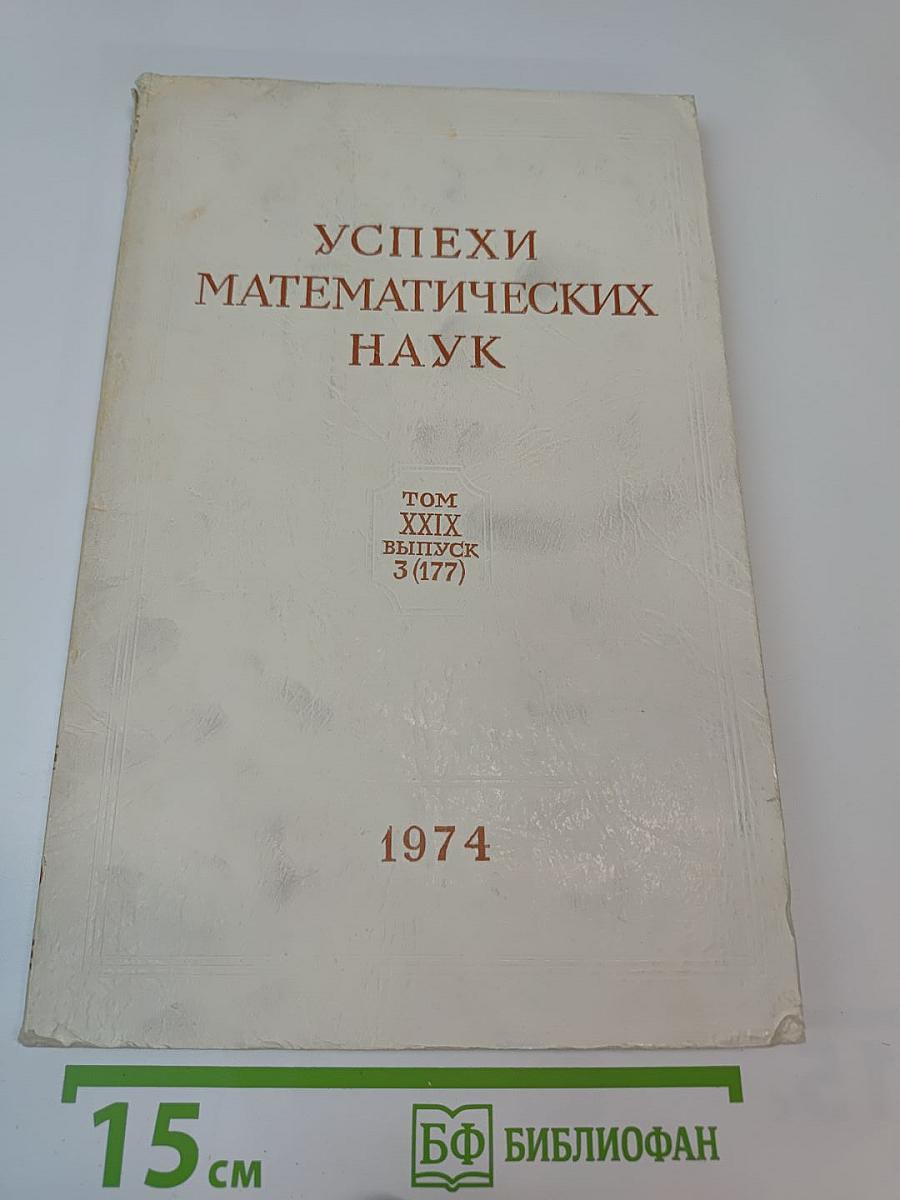 УСПЕХИ
МАТЕМАТИЧЕСКИХ
НАУК
ТОМ
XXIX
ВЫПУСК
3 (177)
1974
15 см
БФ БИБЛИОФАН